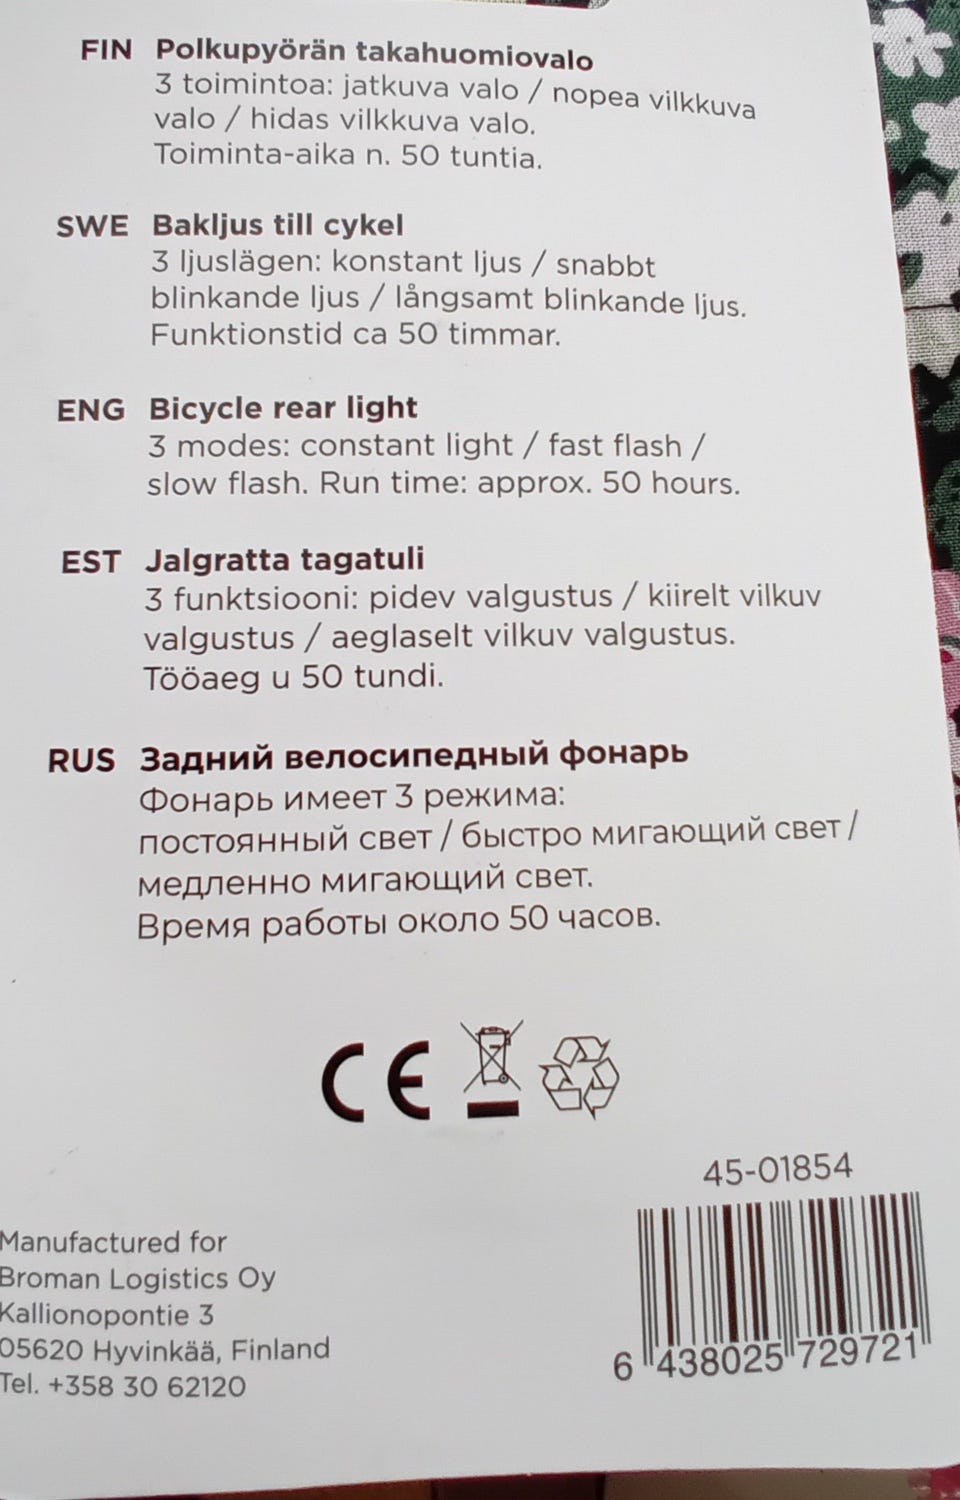 FIN Polkupyörän takahuomiovalo
3 toimintoa: jatkuva valo / nopea vilkkuva
valo / hidas vilkkuva valo.
Toiminta-aika n. 50 tuntia.
SWE Bakljus till cykel
3 ljuslägen: konstant ljus / snabbt
blinkande ljus / långsamt blinkande ljus.
Funktionstid ca 50 timmar.
ENG Bicycle rear light
3 modes: constant light / fast flash /
slow flash. Run time: approx. 50 hours.
EST Jalgratta tagatuli
3 funktsiooni: pidev valgustus / kiirelt vilkuv
valgustus / aeglaselt vilkuv valgustus.
Tööaeg u 50 tundi.
RUS Задний велосипедный фонарь
Фонарь имеет 3 режима:
постоянный свет / быстро мигающий свет /
медленно мигающий свет.
Время работы около 50 часов.
CE
45-01854
6 438025 729721
Manufactured for
Broman Logistics Oy
Kallionopontie 3
05620 Hyvinkää, Finland
Tel. +358 30 62120